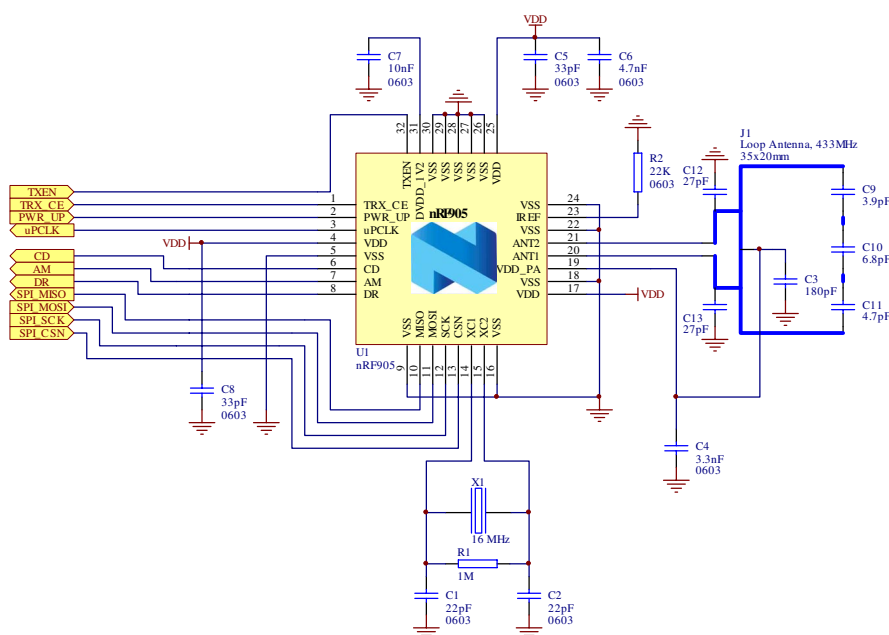 VDD
C7
10nF
0603
C5
33pF
0603
C6
4.7nF
0603
32
31
30
29
28
27
26
25
TXEN
DVDD_1V2
VSS
VSS
VSS
VSS
VSS
VDD
R2
22K
0603
J1
Loop Antenna, 433MHz
35x20mm
C12
27pF
C9
3.9pF
C10
6.8pF
C3
180pF
C11
4.7pF
C13
27pF
TXEN
TRX_CE
PWR_UP
uPCLK
CD
AM
DR
SPI_MISO
SPI_MOSI
SPI_SCK
SPI_CSN
VDD
1
2
3
4
5
6
7
8
TRX_CE
PWR_UP
uPCLK
VDD
VSS
CD
AM
DR
nRF905
VSS
IREF
VSS
ANT2
ANT1
VDD_PA
VSS
VDD
24
23
22
21
20
19
18
17
VDD
VSS
MISO
MOSI
SCK
CSN
XC1
XC2
VSS
9
10
11
12
13
14
15
16
U1
nRF905
C8
33pF
0603
C4
3.3nF
0603
X1
16 MHz
R1
1M
C1
22pF
0603
C2
22pF
0603